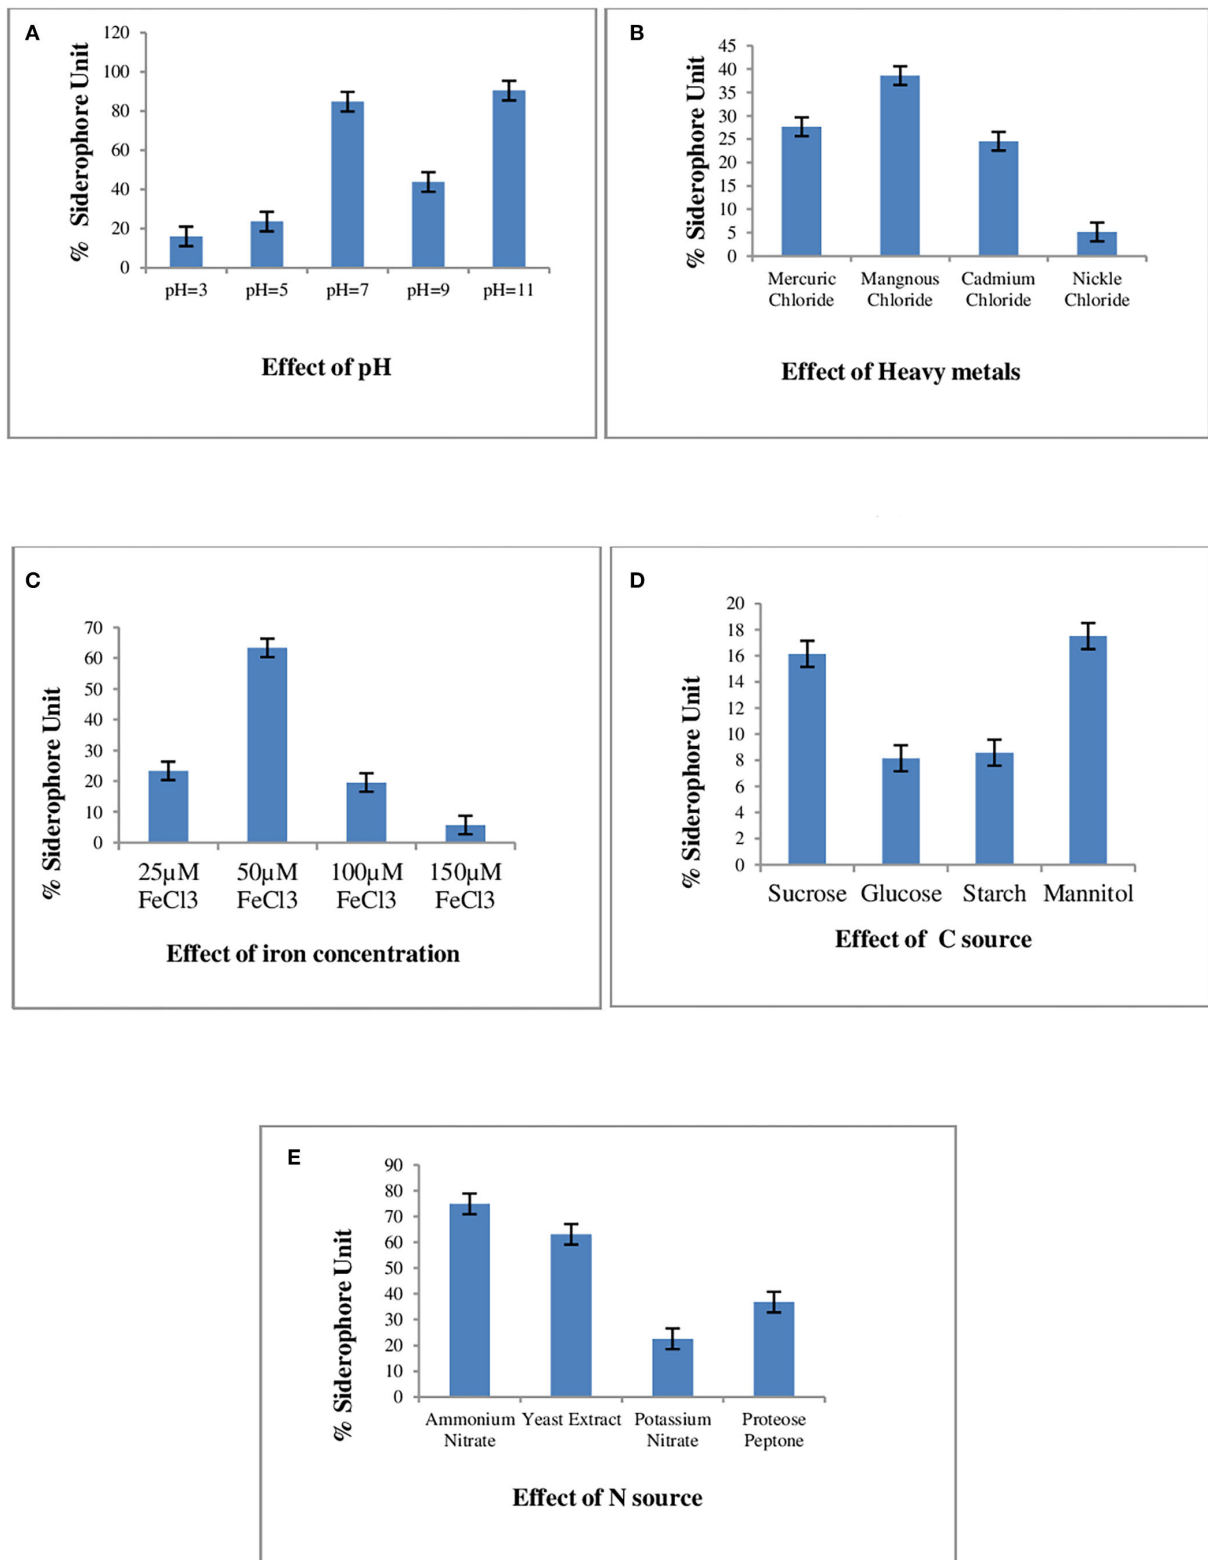 A
% Siderophore Unit
120
100
80
60
40
20
0
pH=3 pH=5 pH=7 pH=9 pH=11
Effect of pH
B
% Siderophore Unit
45
40
35
30
25
20
15
10
5
0
Mercuric Mangnous Cadmium Nickle
Chloride Chloride Chloride Chloride
Effect of Heavy metals
C
% Siderophore Unit
70
60
50
40
30
20
10
0
25µM 50µM 100µM 150µM
FeCl3 FeCl3 FeCl3 FeCl3
Effect of iron concentration
D
% Siderophore Unit
20
18
16
14
12
10
8
6
4
2
0
Sucrose Glucose Starch Mannitol
Effect of C source
E
% Siderophore Unit
90
80
70
60
50
40
30
20
10
0
Ammonium Yeast Extract Potassium Proteose
Nitrate Nitrate Peptone
Effect of N source